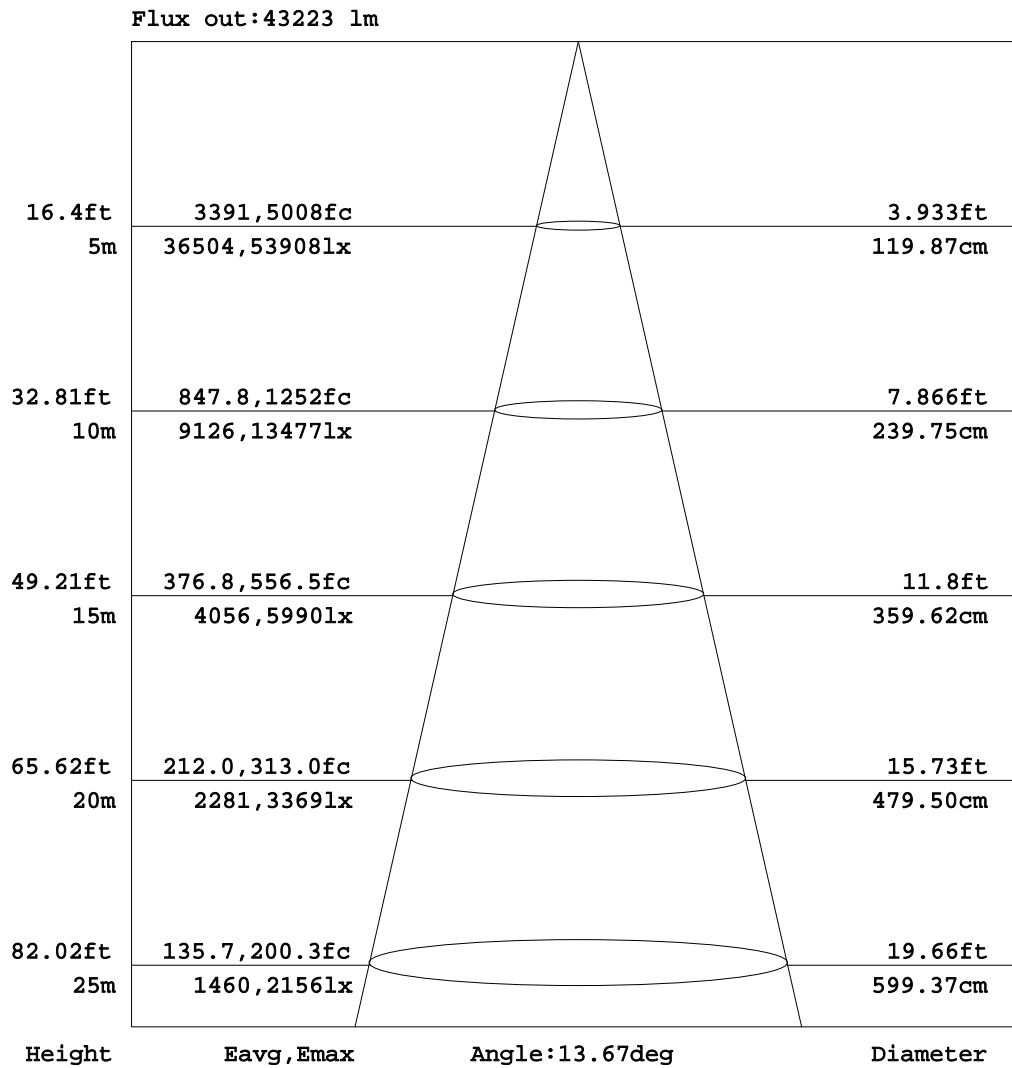 Flux out:43223 lm
16.4ft 3391,5008fc 3.933ft
5m 36504,53908lx 119.87cm
32.81ft 847.8,1252fc 7.866ft
10m 9126,13477lx 239.75cm
49.21ft 376.8,556.5fc 11.8ft
15m 4056,5990lx 359.62cm
65.62ft 212.0,313.0fc 15.73ft
20m 2281,3369lx 479.50cm
82.02ft 135.7,200.3fc 19.66ft
25m 1460,2156lx 599.37cm
Height Eavg,Emax Angle:13.67deg Diameter